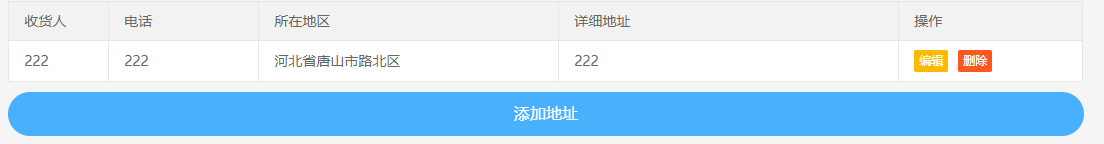 收货人 电话 所在地区 详细地址 操作
222 222 河北省唐山市路北区 222 编辑 删除
添加地址